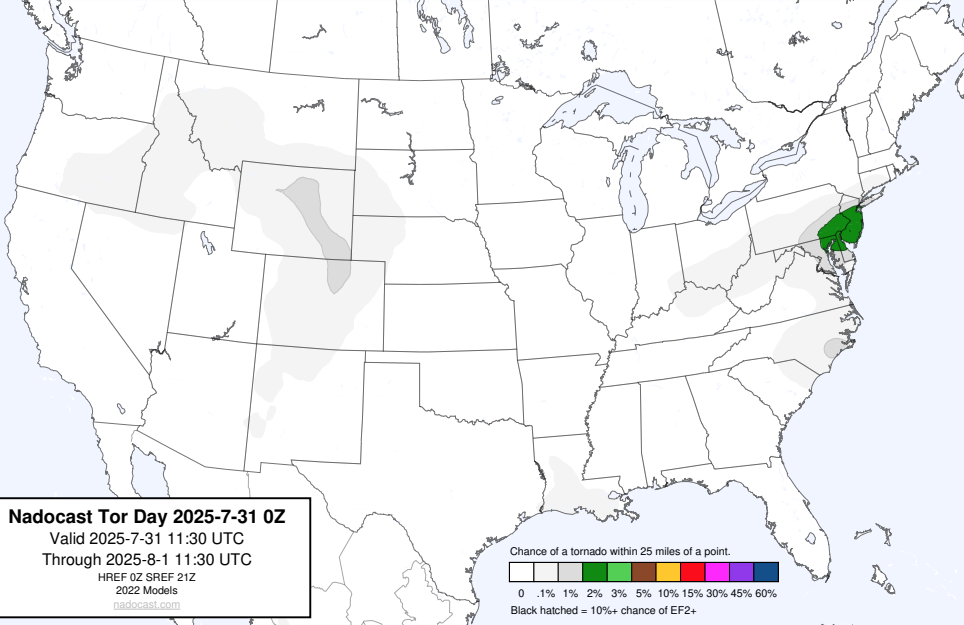 Nadocast Tor Day 2025-7-31 0Z
Valid 2025-7-31 11:30 UTC
Through 2025-8-1 11:30 UTC
HREF 0Z SREF 21Z
2022 Models
nadocast.com
Chance of a tornado within 25 miles of a point.
0 .1% 1% 2% 3% 5% 10% 15% 30% 45% 60%
Black hatched = 10%+ chance of EF2+